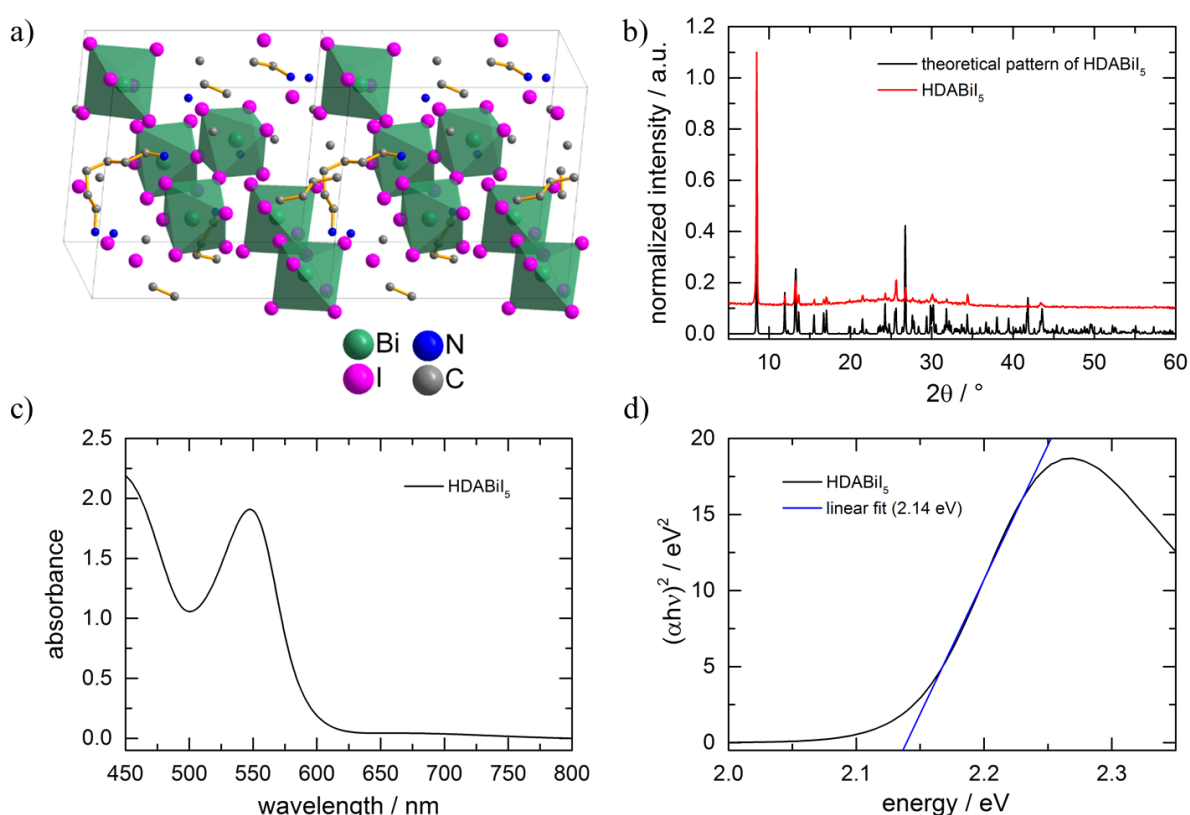 a)
Bi
N
I
C
b)
1.2
1.0
0.8
0.6
0.4
0.2
0.0
normalized intensity / a.u.
theoretical pattern of HDABiI₅
HDABiI₅
10
20
30
40
50
60
2θ / °
c)
2.5
2.0
1.5
1.0
0.5
0.0
absorbance
HDABiI₅
450
500
550
600
650
700
750
800
wavelength / nm
d)
20
15
10
5
0
(αhν)² / eV²
HDABiI₅
linear fit (2.14 eV)
2.0
2.1
2.2
2.3
energy / eV